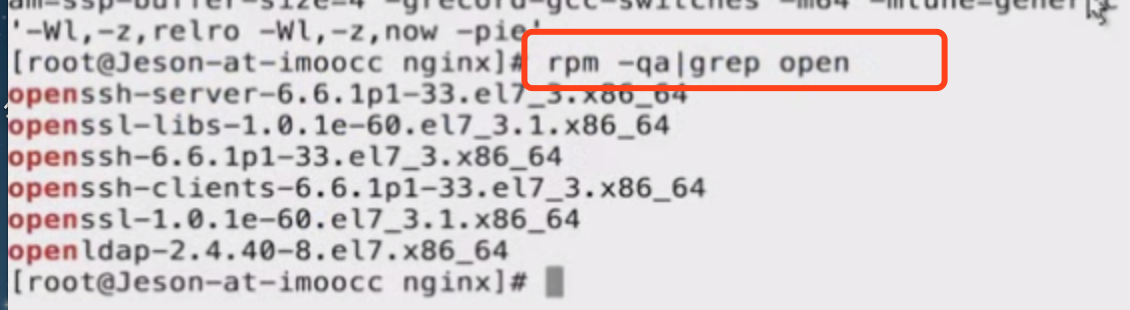 am=ssp-buffer-size=4 -grecord-gcc-switches -m64 -mtune=generic
'-Wl,-z,relro -Wl,-z,now -pie'
[root@Jeson-at-imoocc nginx]# rpm -qa|grep open
openssh-server-6.6.1p1-33.el7_3.x86_64
openssl-libs-1.0.1e-60.el7_3.1.x86_64
openssh-6.6.1p1-33.el7_3.x86_64
openssh-clients-6.6.1p1-33.el7_3.x86_64
openssl-1.0.1e-60.el7_3.1.x86_64
openldap-2.4.40-8.el7.x86_64
[root@Jeson-at-imoocc nginx]#